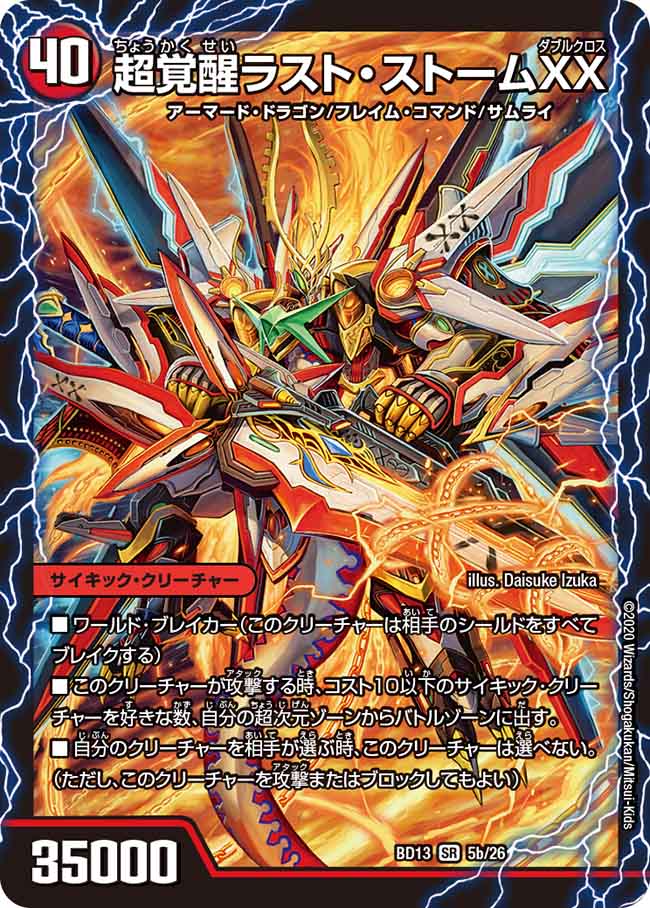 40
ちょうかくせい
ダブルクロス
超覚醒ラスト・ストームXX
アーマード・ドラゴン/フレイム・コマンド/サムライ
サイキック・クリーチャー
illus. Daisuke Izuka
■ワールド・ブレイカー(このクリーチャーは相手のシールドをすべて
ブレイクする)
■このクリーチャーが攻撃する時、コスト10以下のサイキック・クリー
チャーを好きな数、自分の超次元ゾーンからバトルゾーンに出す。
■自分のクリーチャーを相手が選ぶ時、このクリーチャーは選べない。
(ただし、このクリーチャーを攻撃またはブロックしてもよい)
©2020 Wizards/Shogakukan/Mitsui-Kids
35000
BD13 SR 5b/26